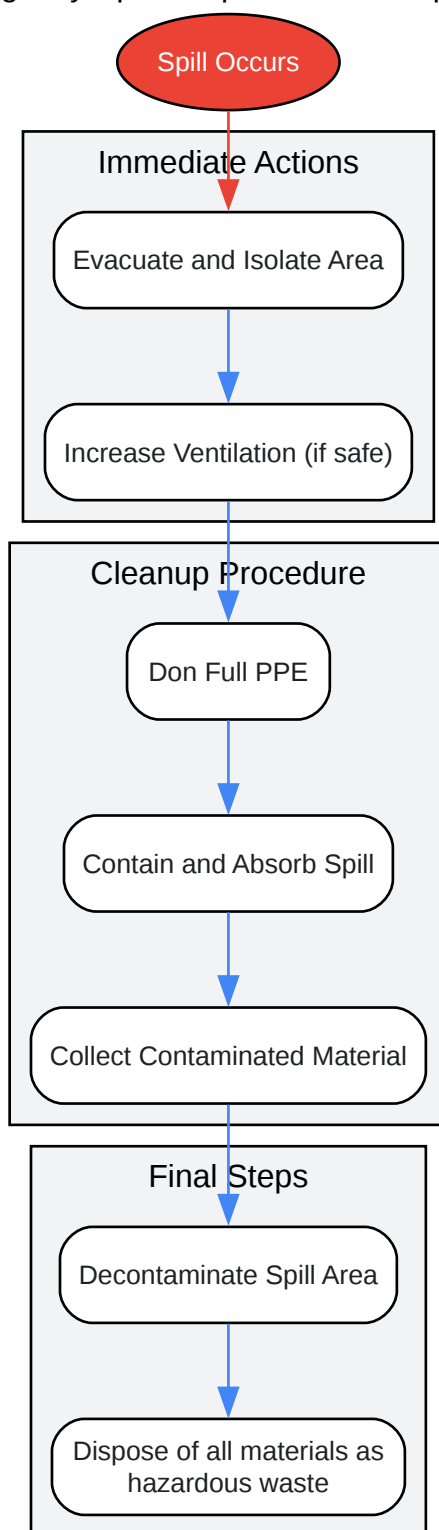 Spill Occurs
Immediate Actions
Evacuate and Isolate Area
Increase Ventilation (if safe)
Cleanup Procedure
Don Full PPE
Contain and Absorb Spill
Collect Contaminated Material
Final Steps
Decontaminate Spill Area
Dispose of all materials as
hazardous waste